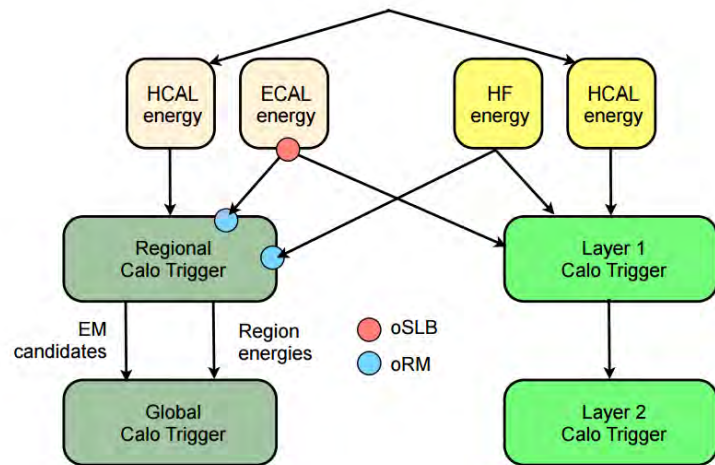 HCAL
energy
ECAL
energy
HF
energy
HCAL
energy
Regional
Calo Trigger
Layer 1
Calo Trigger
EM
candidates
Region
energies
oSLB
oRM
Global
Calo Trigger
Layer 2
Calo Trigger